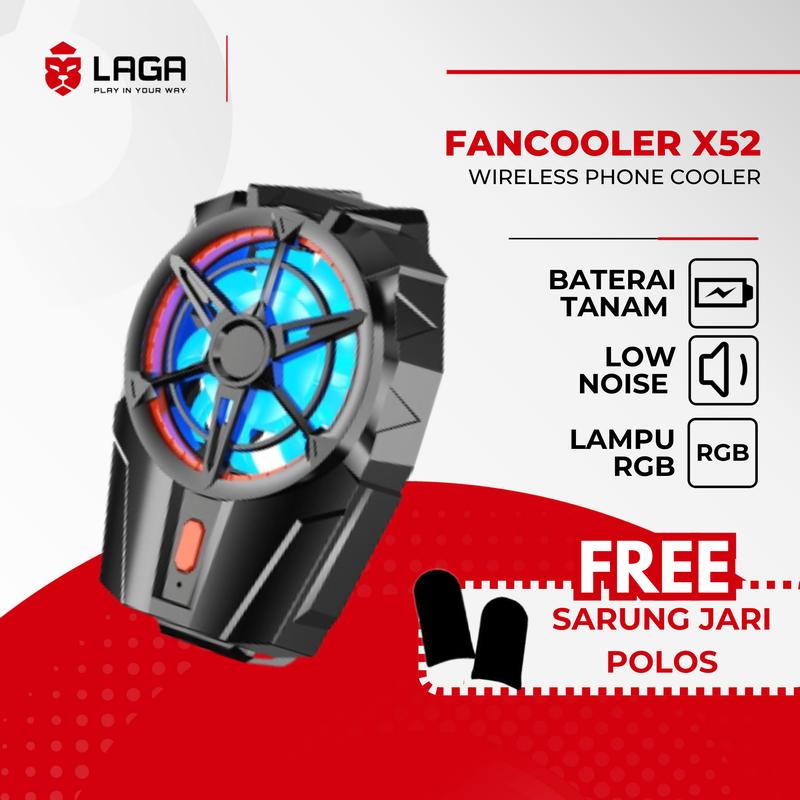 LAGA
PLAY IN YOUR WAY
FANCOOLER X52
WIRELESS PHONE COOLER
BATERAI
TANAM
LOW
NOISE
LAMPU
RGB
RGB
FREE
SARUNG JARI
POLOS